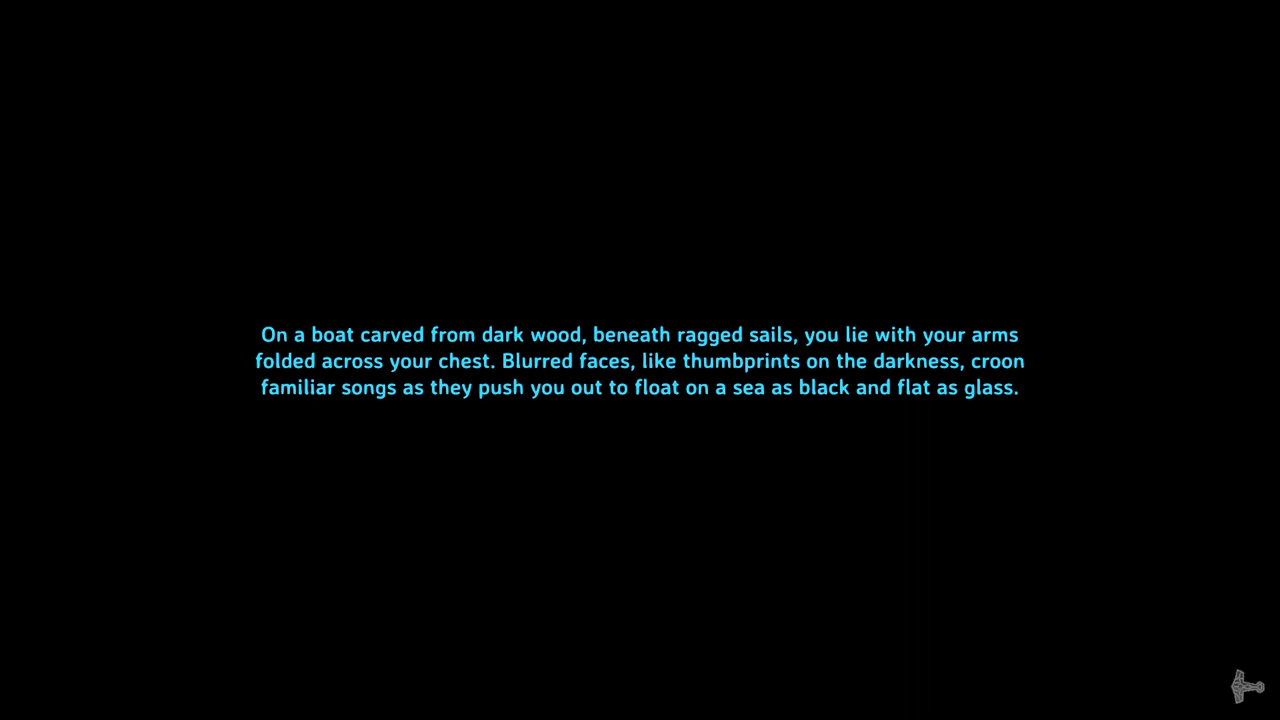 On a boat carved from dark wood, beneath ragged sails, you lie with your arms
folded across your chest. Blurred faces, like thumbprints on the darkness, croon
familiar songs as they push you out to float on a sea as black and flat as glass.